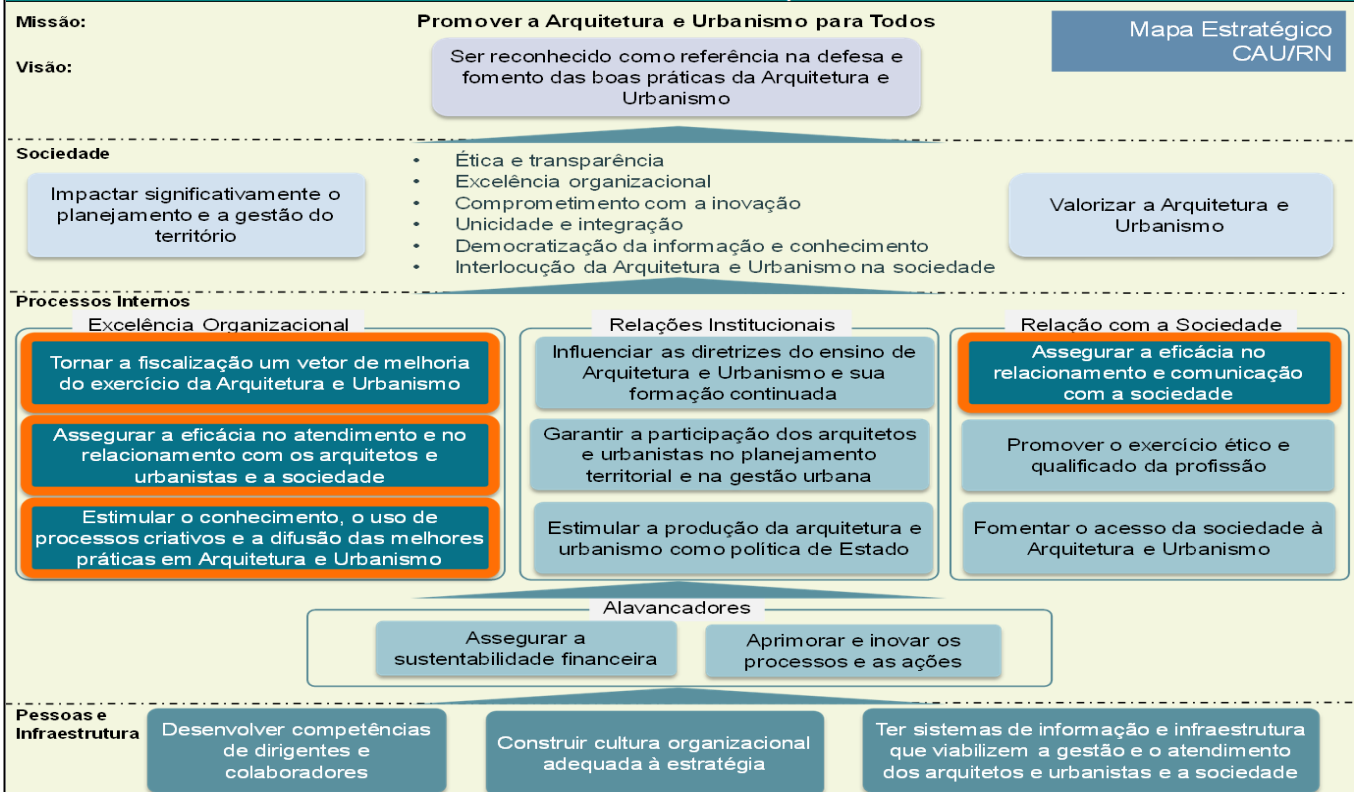 Missão:
Promover a Arquitetura e Urbanismo para Todos
Mapa Estratégico
CAU/RN
Visão:
Ser reconhecido como referência na defesa e
fomento das boas práticas da Arquitetura e
Urbanismo
Sociedade
Impactar significativamente o
planejamento e a gestão do
território
• Ética e transparência
• Excelência organizacional
• Comprometimento com a inovação
• Unicidade e integração
• Democratização da informação e conhecimento
• Interlocução da Arquitetura e Urbanismo na sociedade
Valorizar a Arquitetura e
Urbanismo
Processos Internos
Excelência Organizacional
Tornar a fiscalização um vetor de melhoria
do exercício da Arquitetura e Urbanismo
Assegurar a eficácia no atendimento e no
relacionamento com os arquitetos e
urbanistas e a sociedade
Estimular o conhecimento, o uso de
processos criativos e a difusão das melhores
práticas em Arquitetura e Urbanismo
Relações Institucionais
Influenciar as diretrizes do ensino de
Arquitetura e Urbanismo e sua
formação continuada
Garantir a participação dos arquitetos
e urbanistas no planejamento
territorial e na gestão urbana
Estimular a produção da arquitetura e
urbanismo como política de Estado
Relação com a Sociedade
Assegurar a eficácia no
relacionamento e comunicação
com a sociedade
Promover o exercício ético e
qualificado da profissão
Fomentar o acesso da sociedade à
Arquitetura e Urbanismo
Alavancadores
Assegurar a
sustentabilidade financeira
Aprimorar e inovar os
processos e as ações
Pessoas e
Infraestrutura
Desenvolver competências
de dirigentes e
colaboradores
Construir cultura organizacional
adequada à estratégia
Ter sistemas de informação e infraestrutura
que viabilizem a gestão e o atendimento
dos arquitetos e urbanistas e a sociedade